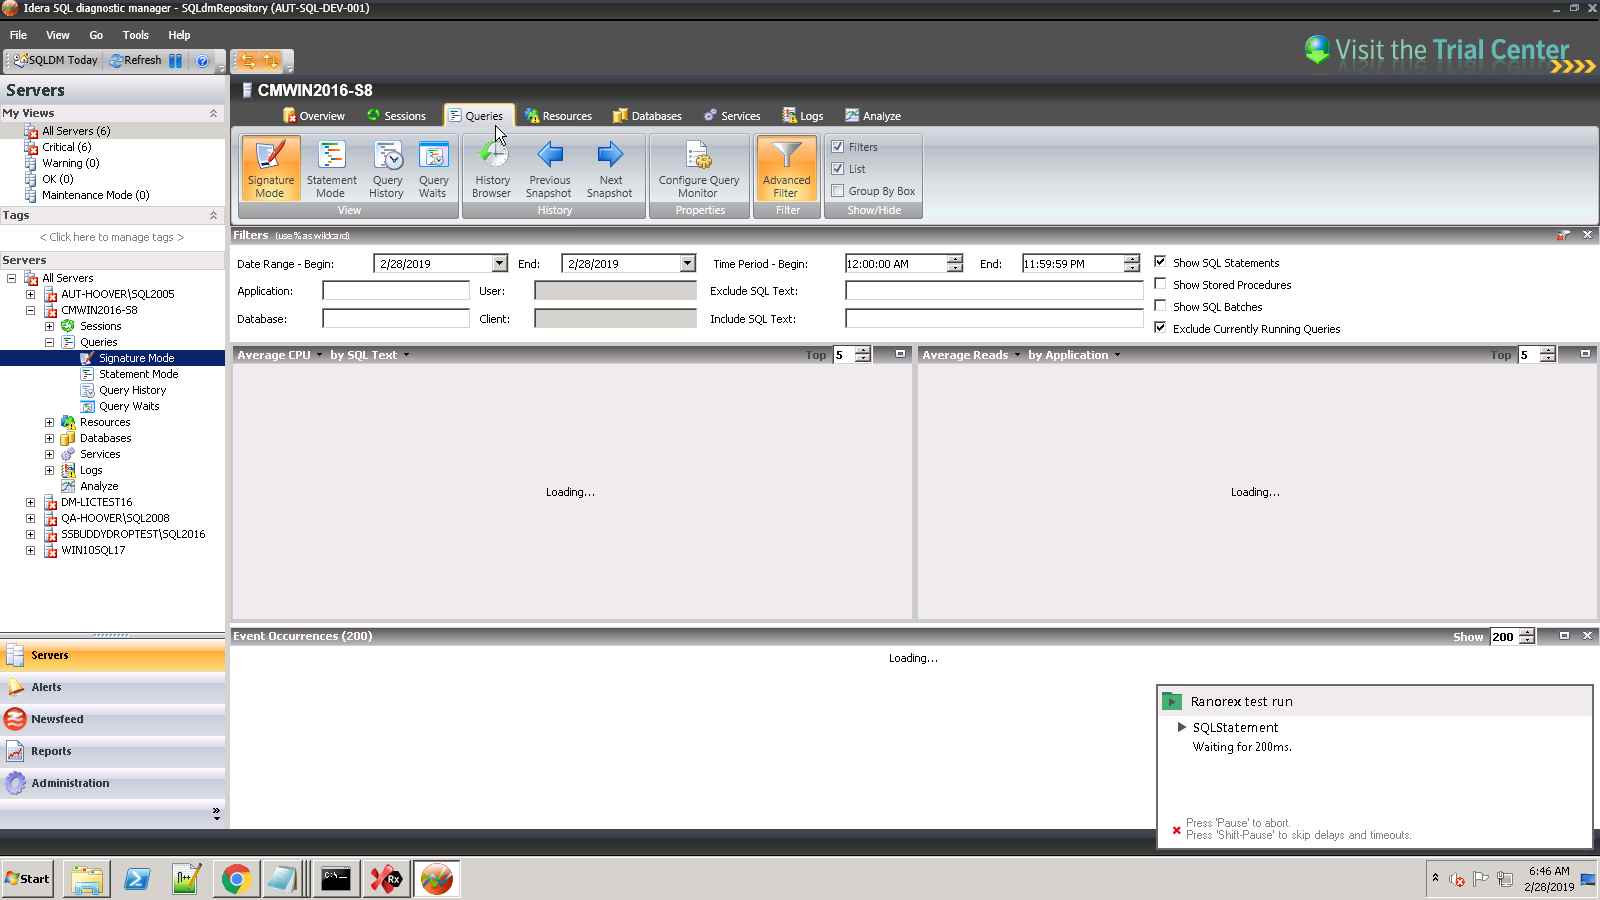 Idera SQL diagnostic manager - SQLdmRepository (AUT-SQL-DEV-001)
File View Go Tools Help
SQLDM Today Refresh
Visit the Trial Center
Servers
CMWIN2016-S8
My Views
Overview Sessions Queries Resources Databases Services Logs Analyze
All Servers (6)
Critical (6)
Warning (0)
OK (0)
Maintenance Mode (0)
Signature Mode
Statement Mode
Query History
Query Waits
View
History Browser
Previous Snapshot
Next Snapshot
History
Configure Query Monitor
Properties
Advanced Filter
Filter
Filters
List
Group By Box
Show/Hide
Tags
< Click here to manage tags >
Servers
All Servers
AUT-HOOVER\SQL2005
CMWIN2016-S8
Sessions
Queries
Signature Mode
Statement Mode
Query History
Query Waits
Resources
Databases
Services
Logs
Analyze
DM-LICTEST16
QA-HOOVER\SQL2008
SSBUDDYDROPTEST\SQL2016
WIN10SQL17
Servers
Alerts
Newsfeed
Reports
Administration
Filters (use % as wildcard)
Date Range - Begin: 2/28/2019 End: 2/28/2019 Time Period - Begin: 12:00:00 AM End: 11:59:59 PM Show SQL Statements
Application: User: Exclude SQL Text: Show Stored Procedures
Show SQL Batches
Database: Client: Include SQL Text: Exclude Currently Running Queries
Average CPU by SQL Text Top 5
Average Reads by Application Top 5
Loading...
Loading...
Event Occurrences (200) Show 200
Loading...
Ranorex test run
SQLStatement
Waiting for 200ms.
Press 'Pause' to abort.
Press 'Shift-Pause' to skip delays and timeouts.
Start
C:\_
n++
Rx
6:46 AM
2/28/2019